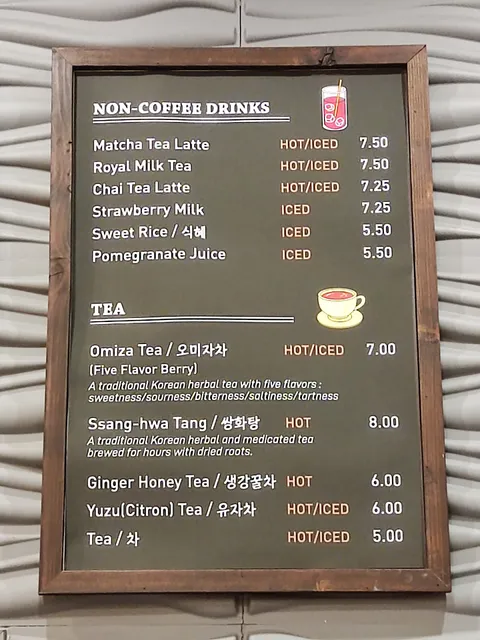 NON-COFFEE DRINKS
Matcha Tea Latte HOT/ICED 7.50
Royal Milk Tea HOT/ICED 7.50
Chai Tea Latte HOT/ICED 7.25
Strawberry Milk ICED 7.25
Sweet Rice / 식혜 ICED 5.50
Pomegranate Juice ICED 5.50
TEA
Omiza Tea / 오미자차 HOT/ICED 7.00
(Five Flavor Berry)
A traditional Korean herbal tea with five flavors :
sweetness/sourness/bitterness/saltiness/tartness
Ssang-hwa Tang / 쌍화탕 HOT 8.00
A traditional Korean herbal and medicated tea
brewed for hours with dried roots.
Ginger Honey Tea / 생강꿀차 HOT 6.00
Yuzu(Citron) Tea / 유자차 HOT/ICED 6.00
Tea / 차 HOT/ICED 5.00